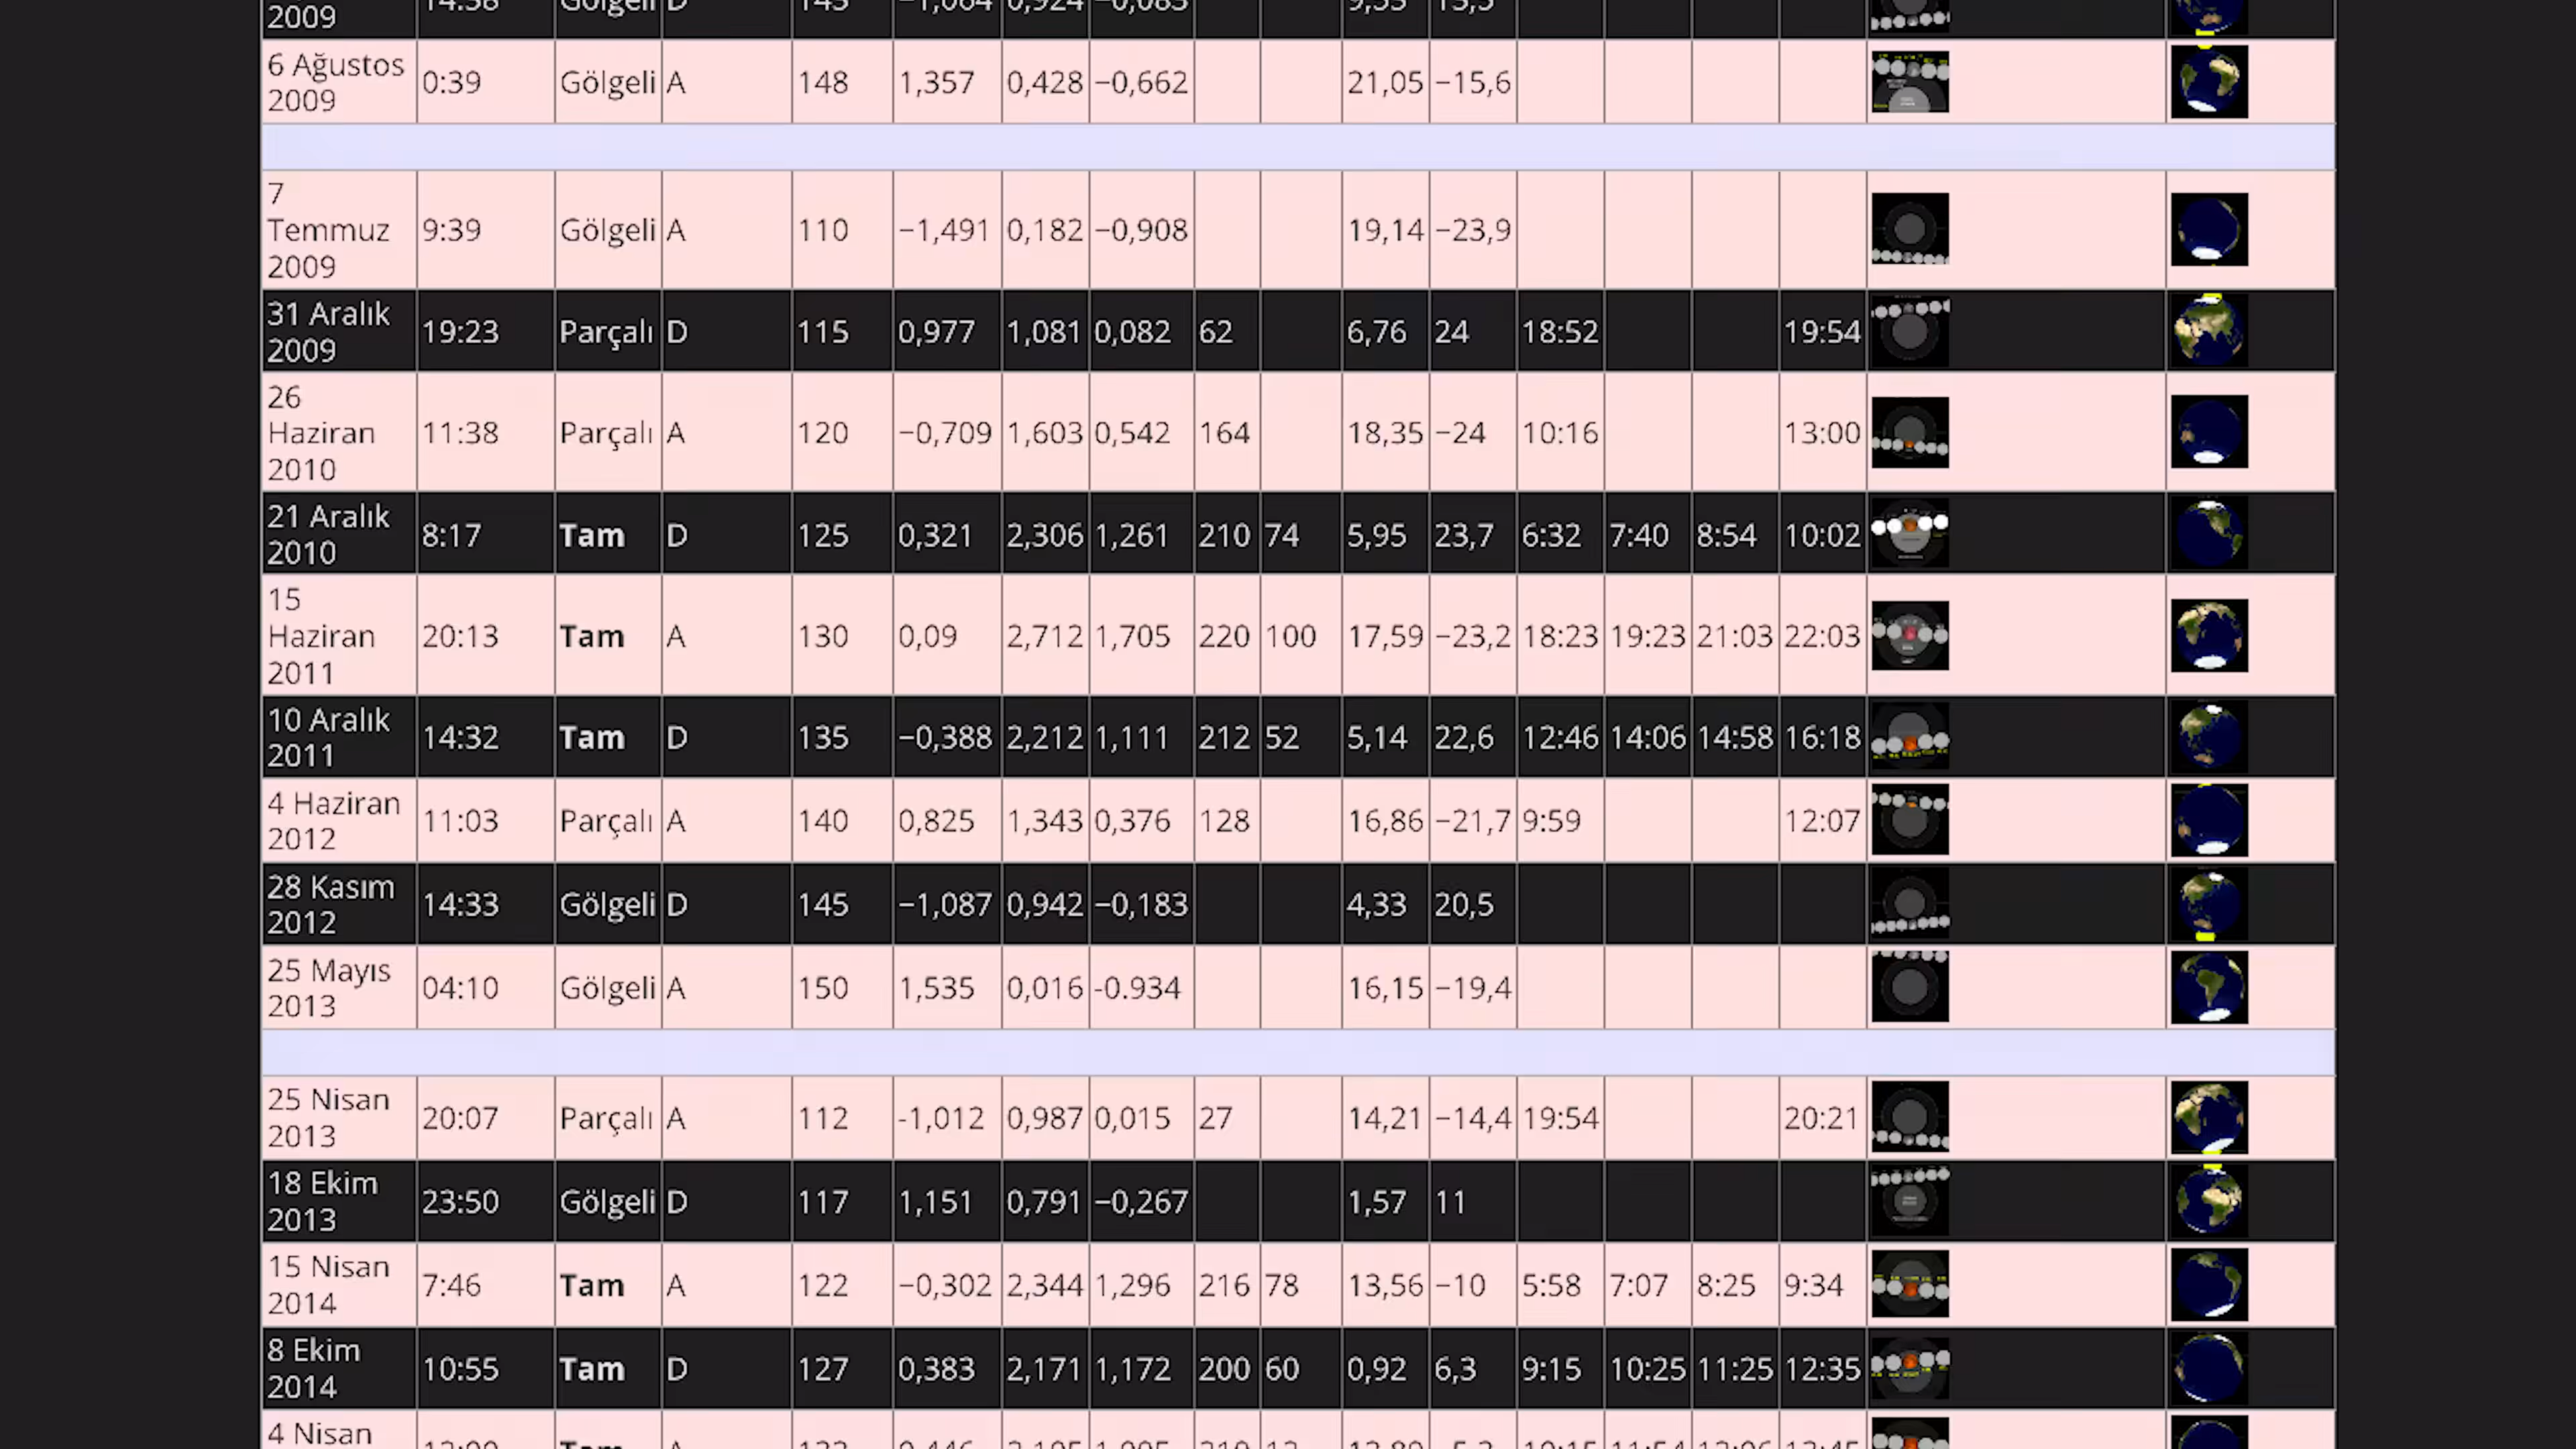 2009 Gölgeli D
6 Ağustos
2009 0:39 Gölgeli A 148 1,357 0,428 −0,662 21,05 −15,6
7
Temmuz
2009 9:39 Gölgeli A 110 −1,491 0,182 −0,908 19,14 −23,9
31 Aralık
2009 19:23 Parçalı D 115 0,977 1,081 0,082 62 6,76 24 18:52 19:54
26
Haziran
2010 11:38 Parçalı A 120 −0,709 1,603 0,542 164 18,35 −24 10:16 13:00
21 Aralık
2010 8:17 Tam D 125 0,321 2,306 1,261 210 74 5,95 23,7 6:32 7:40 8:54 10:02
15
Haziran
2011 20:13 Tam A 130 0,09 2,712 1,705 220 100 17,59 −23,2 18:23 19:23 21:03 22:03
10 Aralık
2011 14:32 Tam D 135 −0,388 2,212 1,111 212 52 5,14 22,6 12:46 14:06 14:58 16:18
4 Haziran
2012 11:03 Parçalı A 140 0,825 1,343 0,376 128 16,86 −21,7 9:59 12:07
28 Kasım
2012 14:33 Gölgeli D 145 −1,087 0,942 −0,183 4,33 20,5
25 Mayıs
2013 04:10 Gölgeli A 150 1,535 0,016 -0.934 16,15 −19,4
25 Nisan
2013 20:07 Parçalı A 112 -1,012 0,987 0,015 27 14,21 −14,4 19:54 20:21
18 Ekim
2013 23:50 Gölgeli D 117 1,151 0,791 −0,267 1,57 11
15 Nisan
2014 7:46 Tam A 122 −0,302 2,344 1,296 216 78 13,56 −10 5:58 7:07 8:25 9:34
8 Ekim
2014 10:55 Tam D 127 0,383 2,171 1,172 200 60 0,92 6,3 9:15 10:25 11:25 12:35
4 Nisan